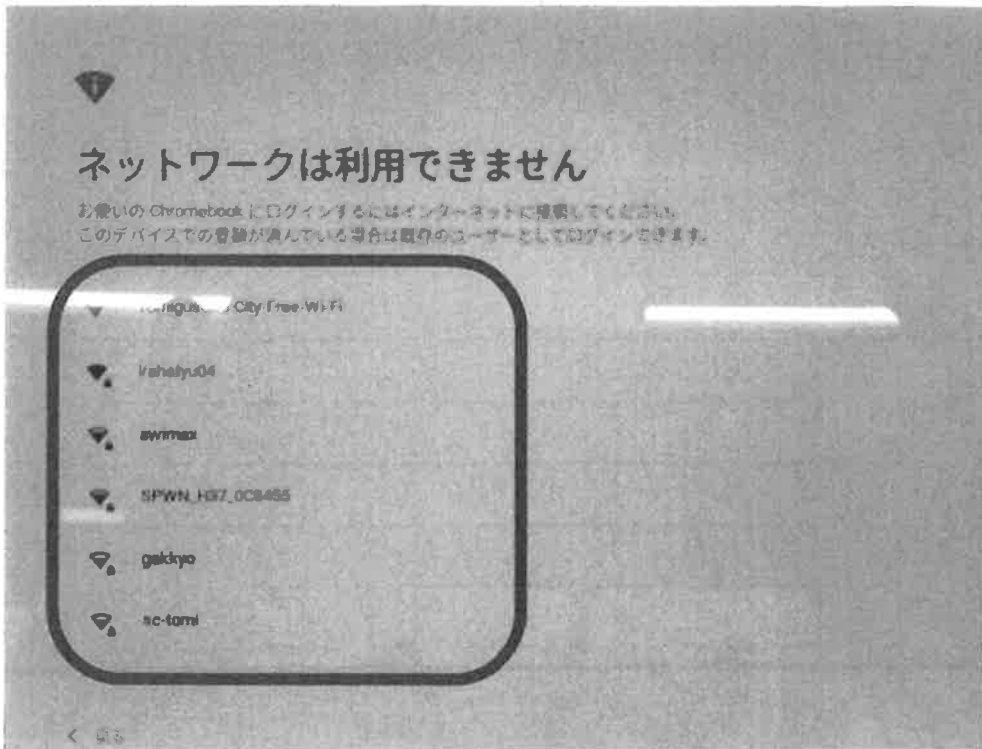 ネットワークは利用できません
お使いの Chromebook にログインするにはインターネットに接続してください。
このデバイスでの登録が済んでいる場合は既存のユーザーとしてログインできます。
City-Free-Wi-Fi
awimax
gakkyo
戻る